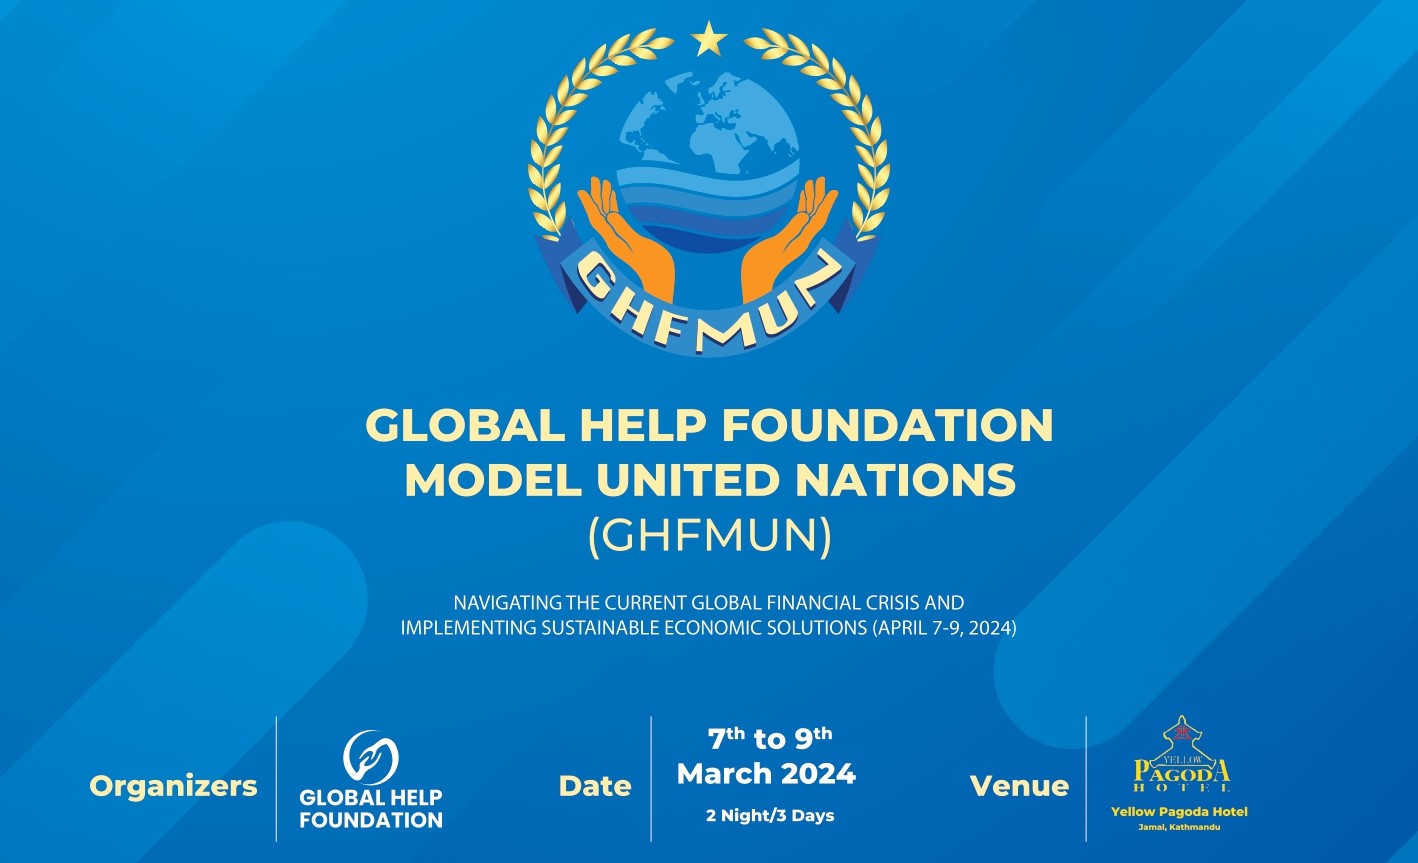 GHFMUN
GLOBAL HELP FOUNDATION
MODEL UNITED NATIONS
(GHFMUN)
NAVIGATING THE CURRENT GLOBAL FINANCIAL CRISIS AND
IMPLEMENTING SUSTAINABLE ECONOMIC SOLUTIONS (APRIL 7-9, 2024)
Organizers
GLOBAL HELP
FOUNDATION
Date
7th to 9th
March 2024
2 Night/3 Days
Venue
YELLOW
PAGODA
HOTEL
Yellow Pagoda Hotel
Jamal, Kathmandu